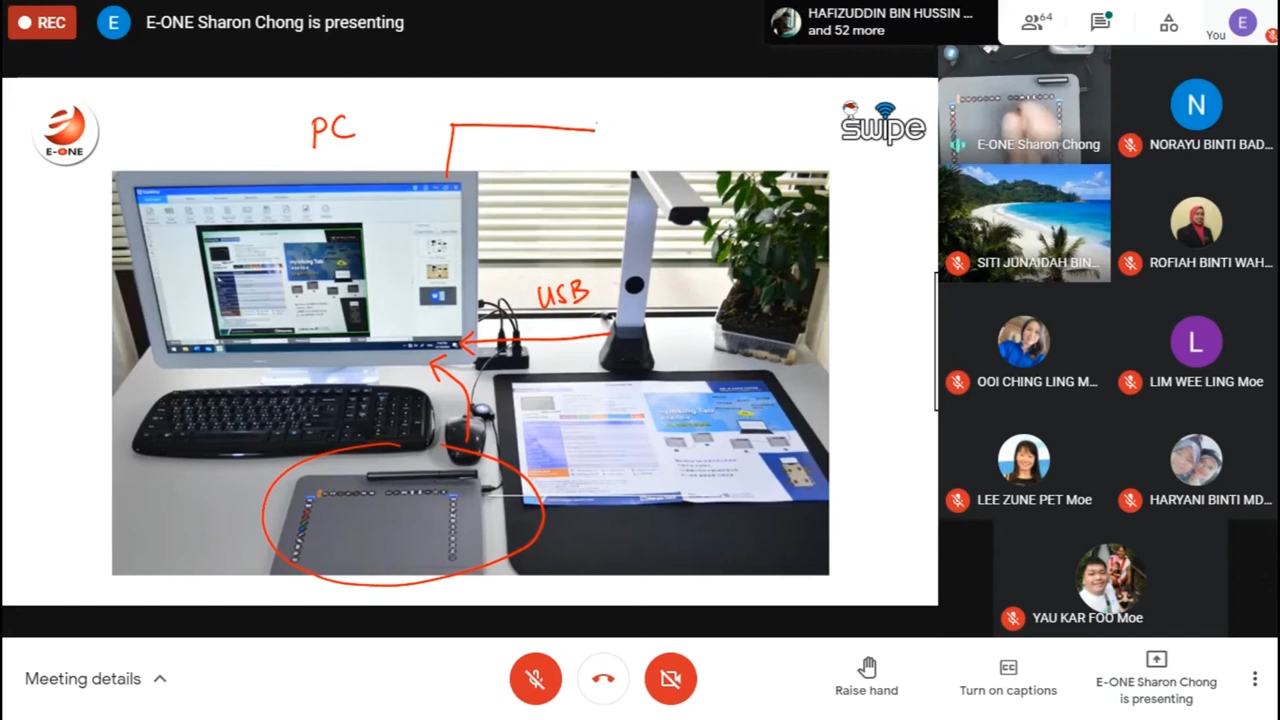 REC
E
E-ONE Sharon Chong is presenting
HAFIZUDDIN BIN HUSSIN ...
and 52 more
64
You
E
E-ONE
PC
swipe
USB
E-ONE Sharon Chong
N
NORAYU BINTI BAD...
SITI JUNAIDAH BIN...
ROFIAH BINTI WAH...
OOI CHING LING M...
L
LIM WEE LING Moe
LEE ZUNE PET Moe
HARYANI BINTI MD...
YAU KAR FOO Moe
Meeting details
Raise hand
CC
Turn on captions
E-ONE Sharon Chong
is presenting